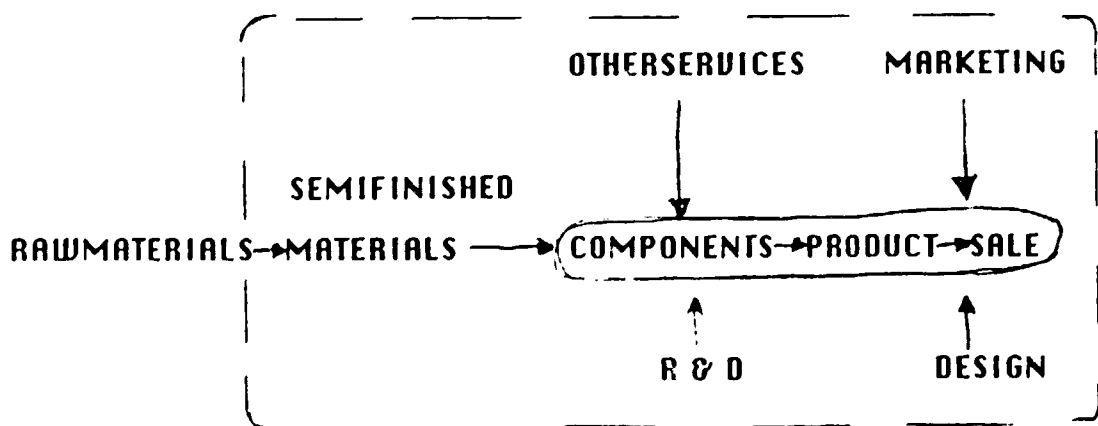 OTHERSERVICES MARKETING
SEMIFINISHED
RAWMATERIALS MATERIALS COMPONENTS PRODUCT SALE
R & D DESIGN